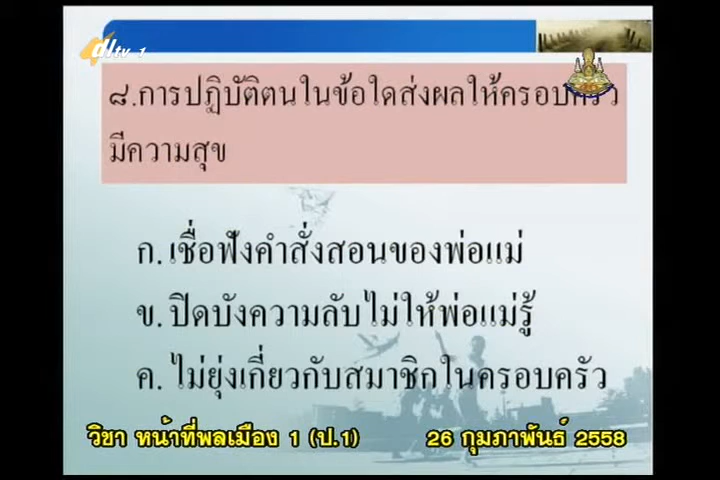 dltv 1
๘.การปฏิบัติตนในข้อใดส่งผลให้ครอบครัว
มีความสุข
ก. เชื่อฟังคำสั่งสอนของพ่อแม่
ข. ปิดบังความลับไม่ให้พ่อแม่รู้
ค. ไม่ยุ่งเกี่ยวกับสมาชิกในครอบครัว
วิชา หน้าที่พลเมือง 1 (ป.1) 26 กุมภาพันธ์ 2558